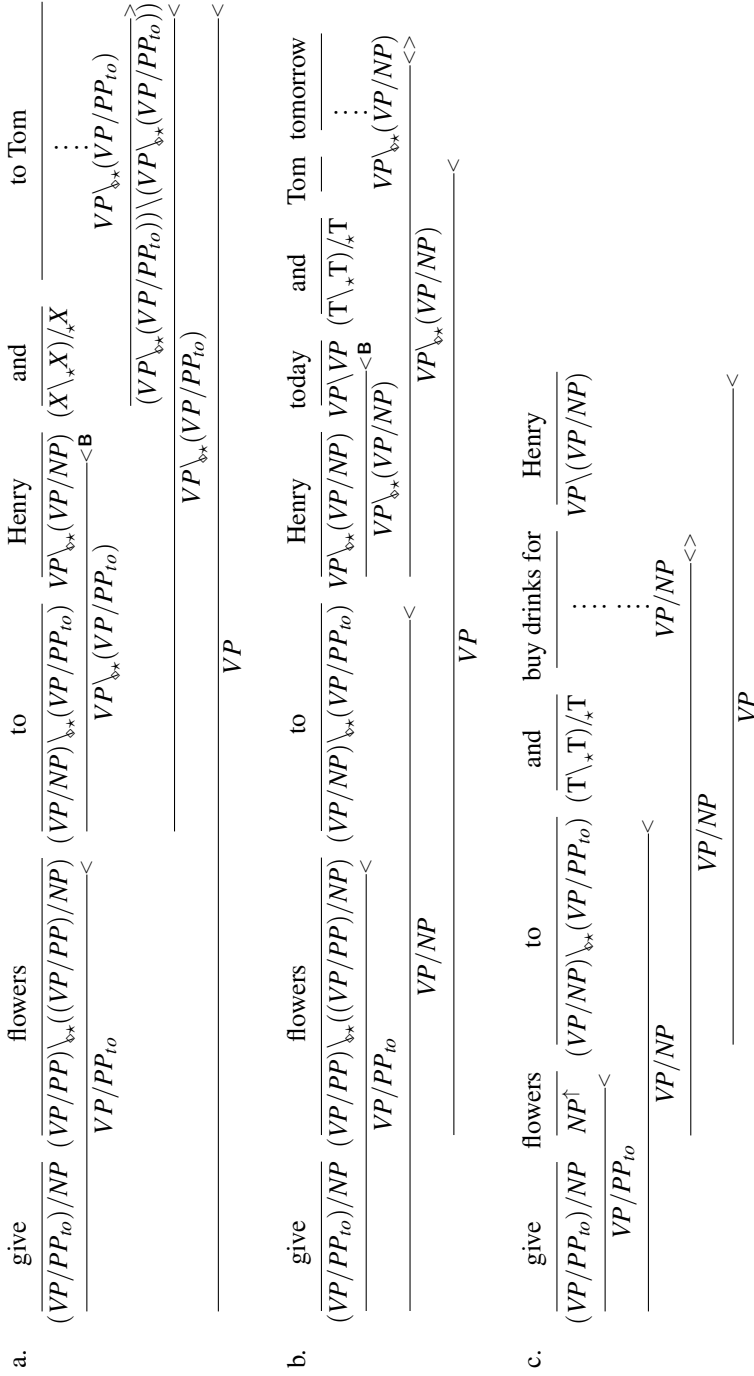 a. give flowers to Henry and to Tom
(VP/PP_to)/NP (VP/PP)\⋄⋆((VP/PP)/NP) (VP/NP)\⋄⋆(VP/PP_to) VP\⋄⋆(VP/NP) (X\⋆X)/⋆X ......
< <B VP\⋄⋆(VP/PP_to)
VP/PP_to VP\⋄⋆(VP/PP_to) >
(VP\⋄⋆(VP/PP_to))\(VP\⋄⋆(VP/PP_to))
<
VP\⋄⋆(VP/PP_to)
<
VP
b. give flowers to Henry today and Tom tomorrow
(VP/PP_to)/NP (VP/PP)\⋄⋆((VP/PP)/NP) (VP/NP)\⋄⋆(VP/PP_to) VP\⋄⋆(VP/NP) VP\VP (T\⋆T)/⋆T ......
< <B VP\⋄⋆(VP/NP)
VP/PP_to VP\⋄⋆(VP/NP)
< <>
VP/NP VP\⋄⋆(VP/NP)
<
VP
c. give flowers to and buy drinks for Henry
(VP/PP_to)/NP NP↑ (VP/NP)\⋄⋆(VP/PP_to) (T\⋆T)/⋆T ...... ...... VP\(VP/NP)
< VP/NP
VP/PP_to
<
VP/NP
<>
VP/NP
<
VP